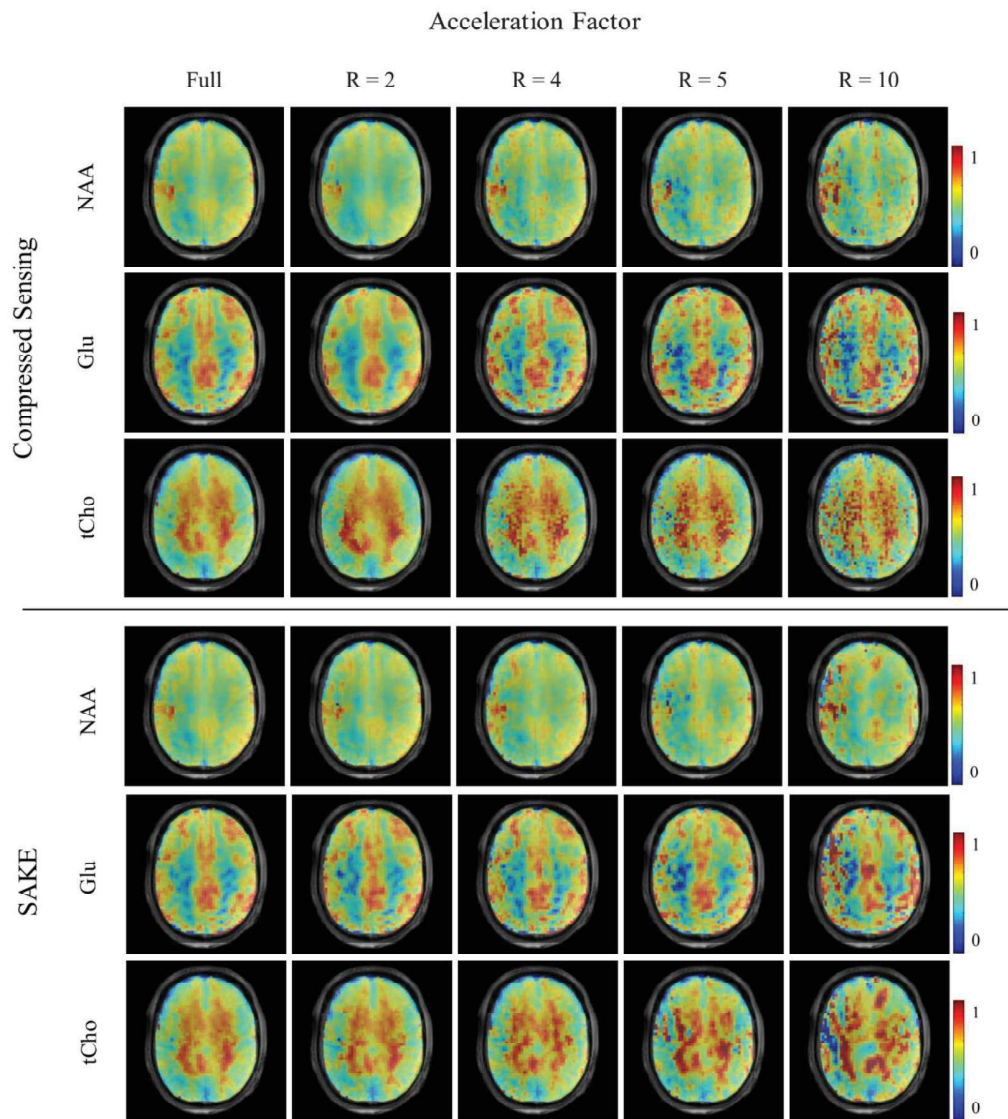 Acceleration Factor
Full R = 2 R = 4 R = 5 R = 10
Compressed Sensing
NAA
1
0
Glu
1
0
tCho
1
0
SAKE
NAA
1
0
Glu
1
0
tCho
1
0